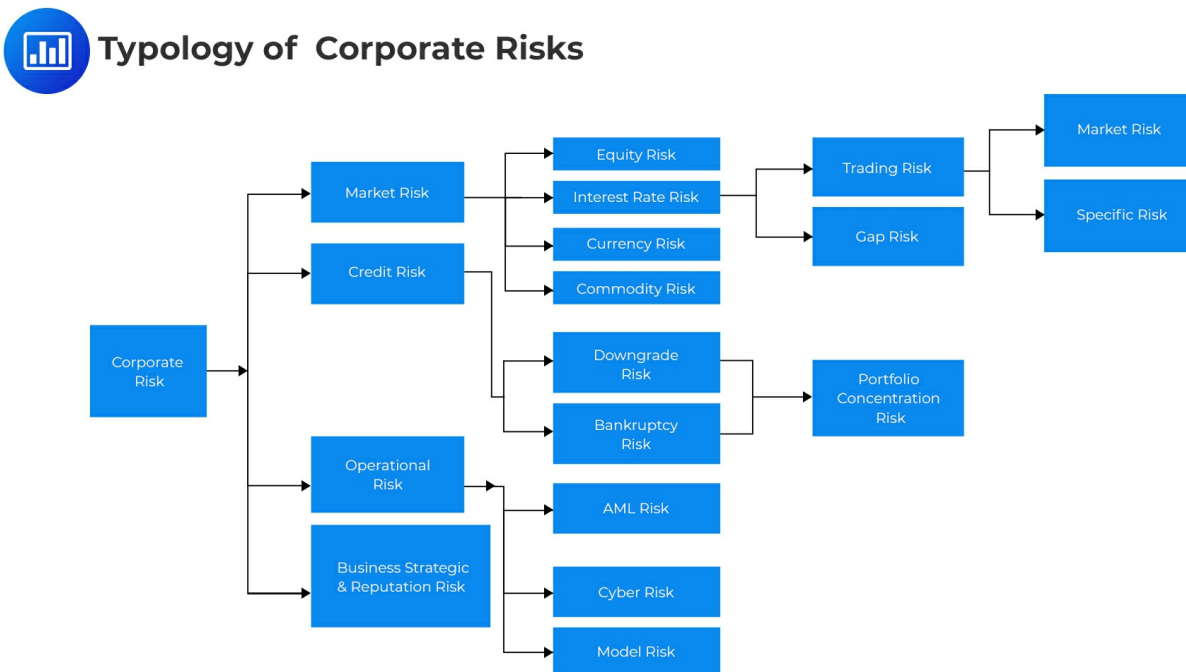 Typology of Corporate Risks
Corporate
Risk
Market Risk
Credit Risk
Operational
Risk
Business Strategic
& Reputation Risk
Equity Risk
Interest Rate Risk
Currency Risk
Commodity Risk
Downgrade
Risk
Bankruptcy
Risk
AML Risk
Cyber Risk
Model Risk
Trading Risk
Gap Risk
Portfolio
Concentration
Risk
Market Risk
Specific Risk